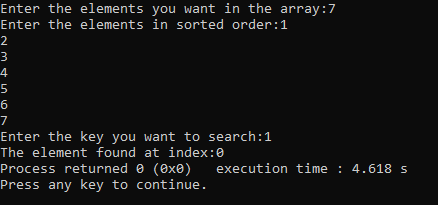 Enter the elements you want in the array:7
Enter the elements in sorted order:1
2
3
4
5
6
7
Enter the key you want to search:1
The element found at index:0
Process returned 0 (0x0)   execution time : 4.618 s
Press any key to continue.